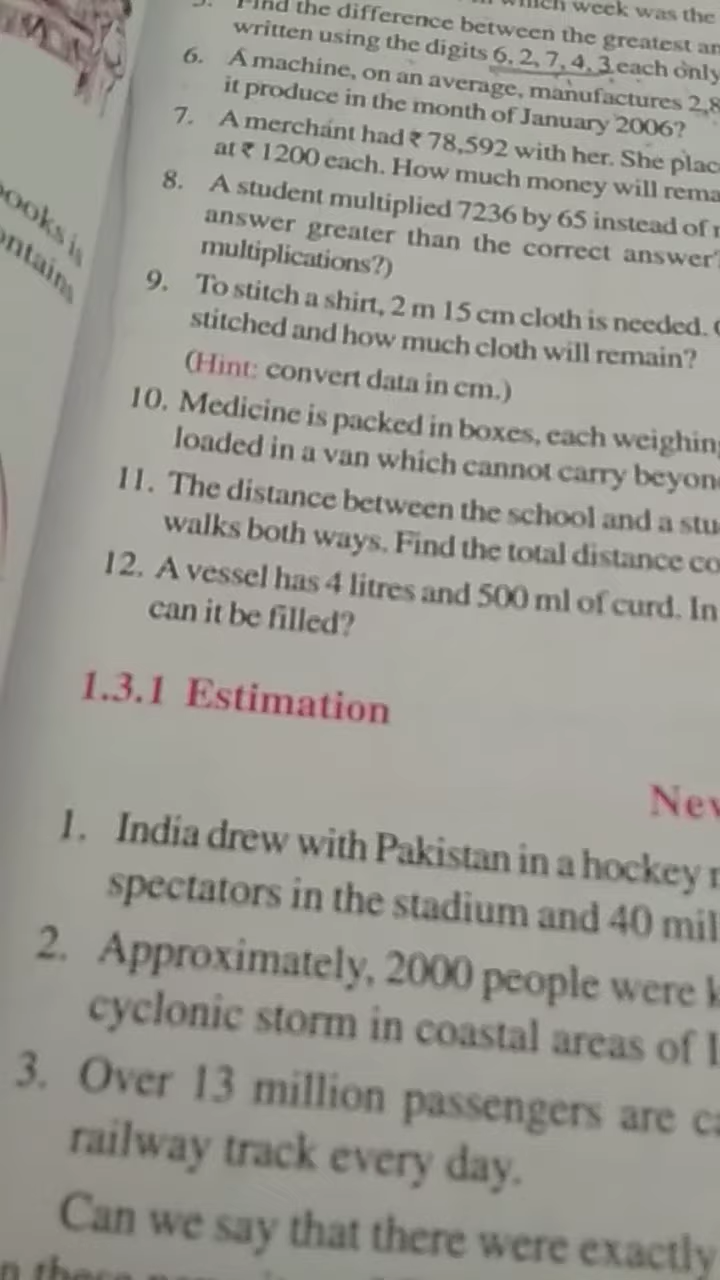 which week was the
Find the difference between the greatest
written using the digits 6, 2, 7, 4, 3 each only
6. A machine, on an average, manufactures 2,8
it produce in the month of January 2006?
7. A merchant had ₹ 78,592 with her. She
at ₹ 1200 each. How much money will
8. A student multiplied 7236 by 65 instead of
answer greater than the correct answer?
multiplications?)
9. To stitch a shirt, 2 m 15 cm cloth is needed.
stitched and how much cloth will remain?
(Hint: convert data in cm.)
10. Medicine is packed in boxes, each
loaded in a van which cannot carry
11. The distance between the school and a
walks both ways. Find the total distance
12. A vessel has 4 litres and 500 ml of curd. In
can it be filled?
1.3.1 Estimation
1. India drew with Pakistan in a hockey
spectators in the stadium and 40
2. Approximately, 2000 people were
cyclonic storm in coastal areas of
3. Over 13 million passengers are
railway track every day.
Can we say that there were exactly